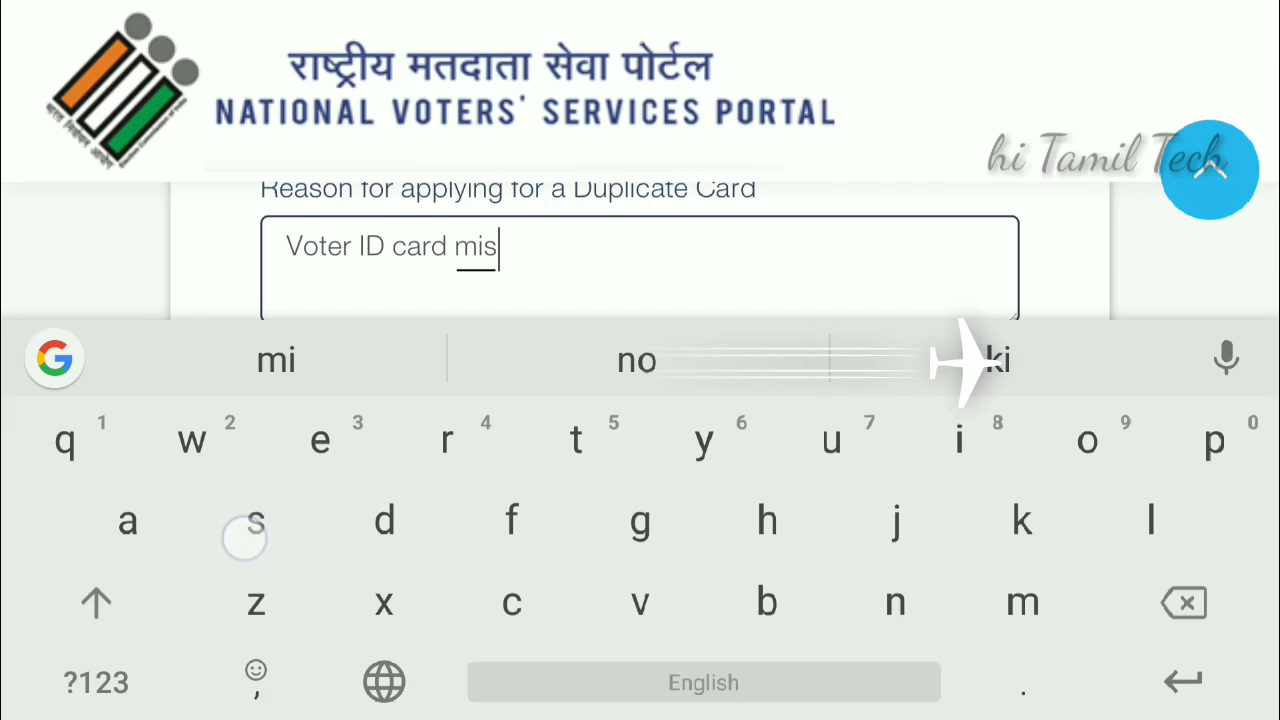 राष्ट्रीय मतदाता सेवा पोर्टल
NATIONAL VOTERS' SERVICES PORTAL
hi Tamil Tech
Reason for applying for a Duplicate Card
Voter ID card mis
mi no ki
q 1 w 2 e 3 r 4 t 5 y 6 u 7 i 8 o 9 p 0
a s d f g h j k l
z x c v b n m
?123 , English .